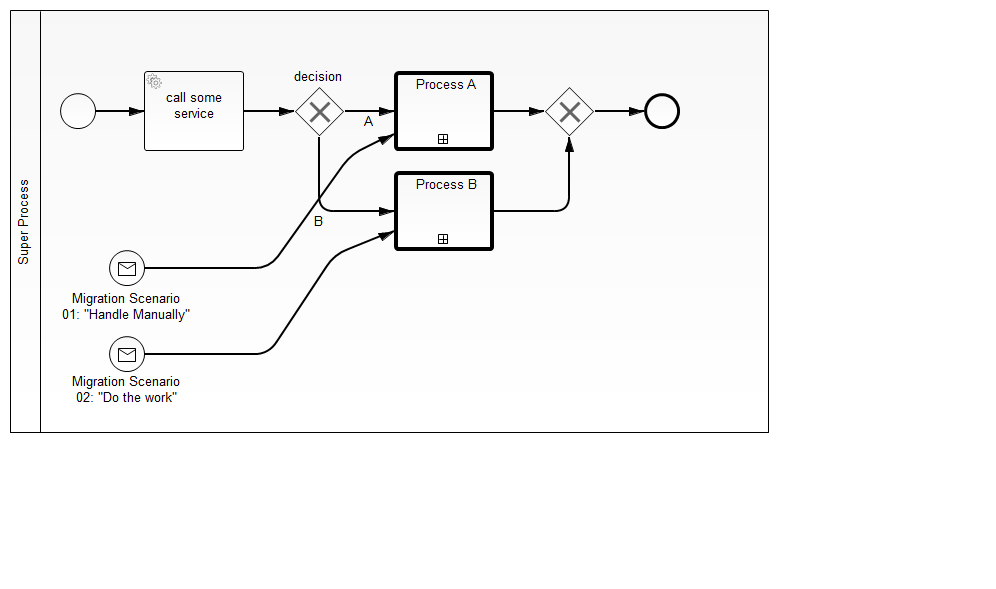 Super Process
call some
service
decision
A
B
Process A
Process B
Migration Scenario
01: "Handle Manually"
Migration Scenario
02: "Do the work"